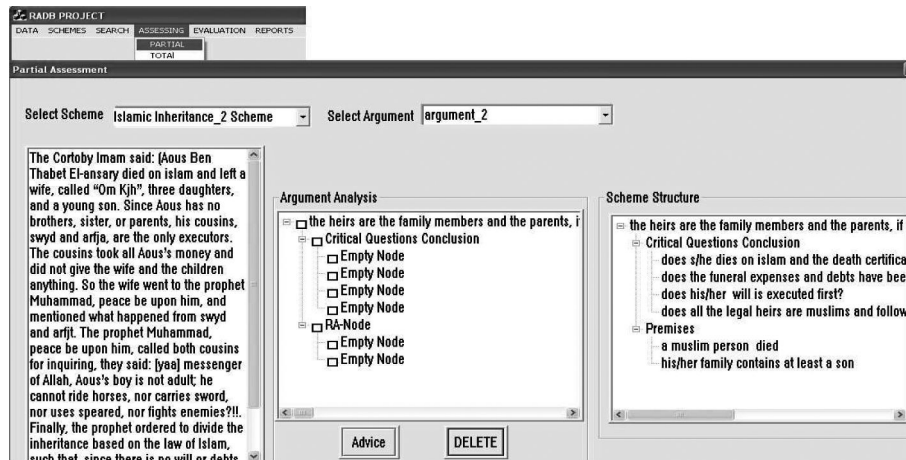 RADB PROJECT
DATA SCHEMES SEARCH ASSESSING EVALUATION REPORTS
PARTIAL
TOTAL
Partial Assessment
Select Scheme Islamic Inheritance_2 Scheme Select Argument argument_2
The Cortoby Imam said: (Aous Ben
Thabet El-ansary died on islam and left a
wife, called “Om Kjh”, three daughters,
and a young son. Since Aous has no
brothers, sister, or parents, his cousins,
swyd and arfja, are the only executors.
The cousins took all Aous's money and
did not give the wife and the children
anything. So the wife went to the prophet
Muhammad, peace be upon him, and
mentioned what happened from swyd
and arfjt. The prophet Muhammad,
peace be upon him, called both cousins
for inquiring, they said: [yaa] messenger
of Allah, Aous's boy is not adult; he
cannot ride horses, nor carries sword,
nor uses speared, nor fights enemies?!!.
Finally, the prophet ordered to divide the
inheritance based on the law of Islam,
such that, since there is no will or debts
Argument Analysis
the heirs are the family members and the parents, if
Critical Questions Conclusion
Empty Node
Empty Node
Empty Node
Empty Node
RA-Node
Empty Node
Empty Node
Advice DELETE
Scheme Structure
the heirs are the family members and the parents, if
Critical Questions Conclusion
does s/he dies on islam and the death certifica
does the funeral expenses and debts have bee
does his/her will is executed first?
does all the legal heirs are muslims and follow
Premises
a muslim person died
his/her family contains at least a son